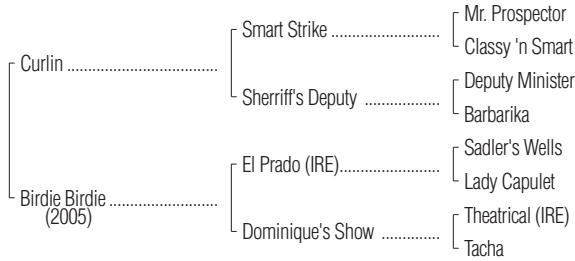 Mr. Prospector
Smart Strike ......................
Classy 'n Smart
Curlin ..............................
Deputy Minister
Sherriff's Deputy ...............
Barbarika
Sadler's Wells
El Prado (IRE)....................
Lady Capulet
Birdie Birdie ......................
(2005)
Theatrical (IRE)
Dominique's Show ............
Tacha